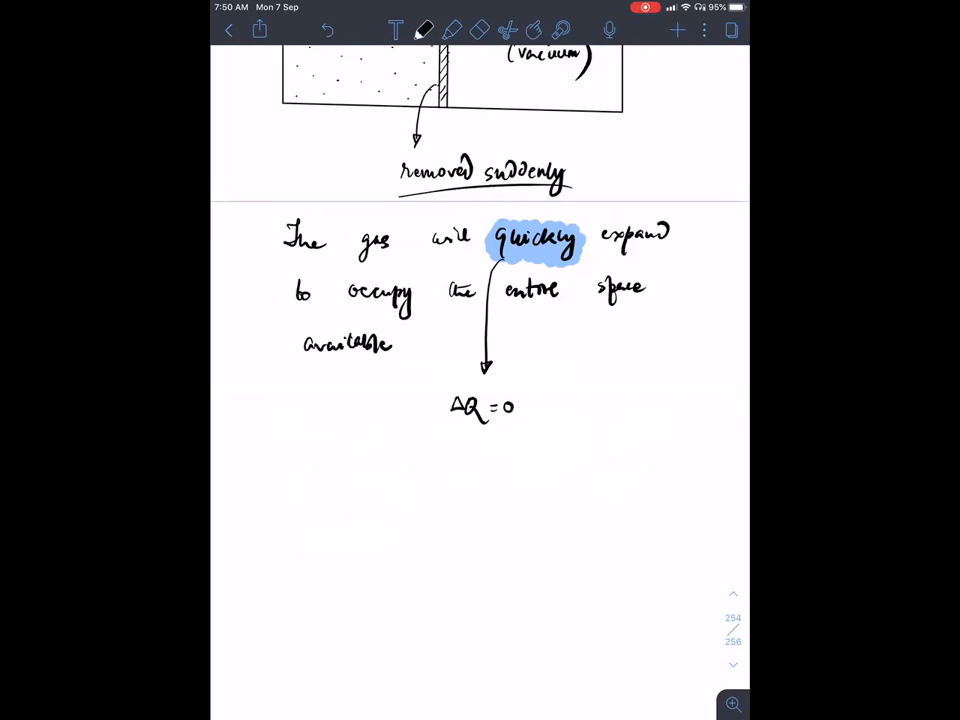 7:50 AM Mon 7 Sep
95%
(vacuum)
removed suddenly
The gas will quickly expand
to occupy the entire space
available
ΔQ = 0
254
256